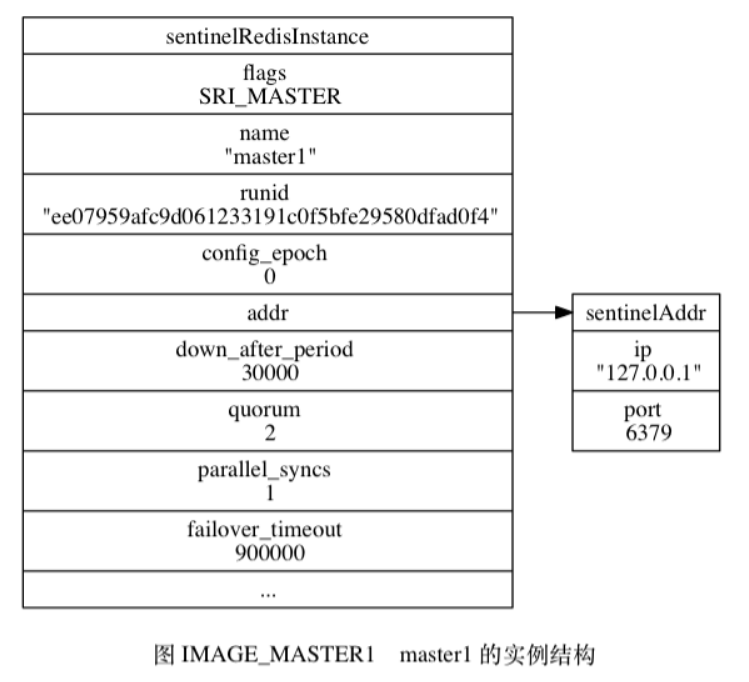 sentinelRedisInstance
flags
SRI_MASTER
name
"master1"
runid
"ee07959afc9d061233191c0f5bfe29580dfad0f4"
config_epoch
0
addr
down_after_period
30000
quorum
2
parallel_syncs
1
failover_timeout
900000
...
sentinelAddr
ip
"127.0.0.1"
port
6379
图 IMAGE_MASTER1 master1 的实例结构